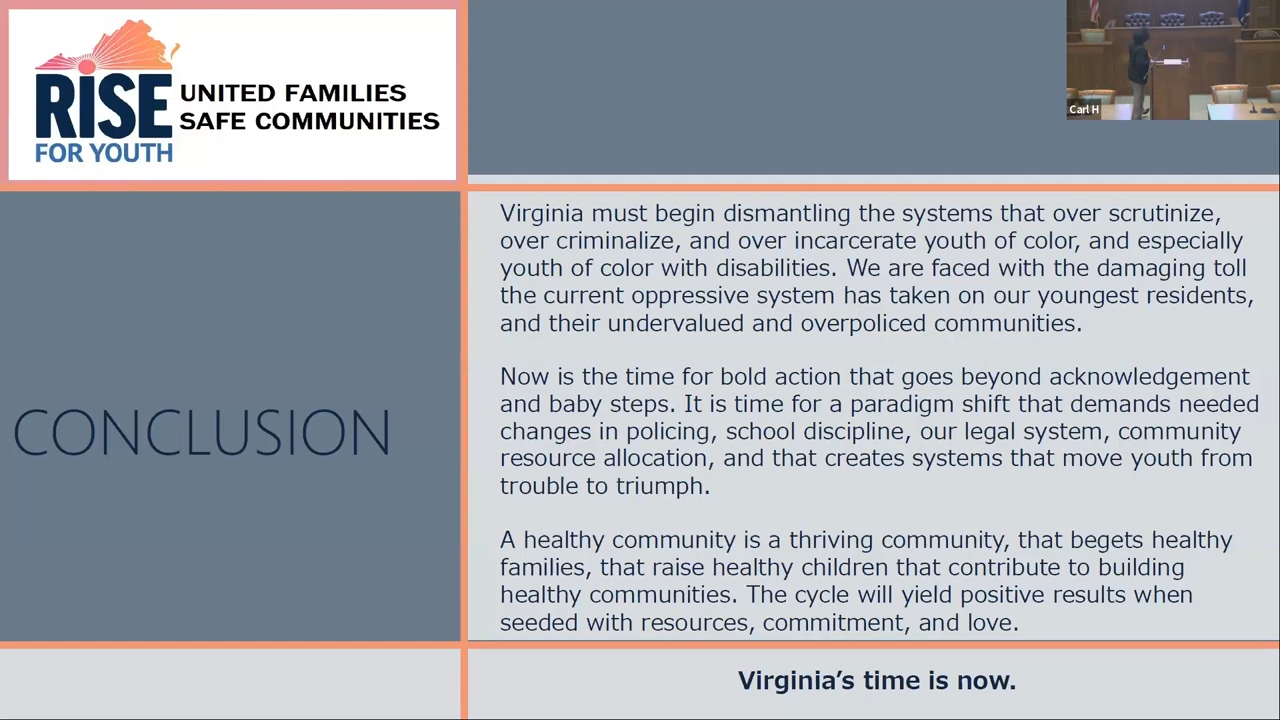 RISE
FOR YOUTH
UNITED FAMILIES
SAFE COMMUNITIES
Carl H
CONCLUSION
Virginia must begin dismantling the systems that over scrutinize,
over criminalize, and over incarcerate youth of color, and especially
youth of color with disabilities. We are faced with the damaging toll
the current oppressive system has taken on our youngest residents,
and their undervalued and overpoliced communities.
Now is the time for bold action that goes beyond acknowledgement
and baby steps. It is time for a paradigm shift that demands needed
changes in policing, school discipline, our legal system, community
resource allocation, and that creates systems that move youth from
trouble to triumph.
A healthy community is a thriving community, that begets healthy
families, that raise healthy children that contribute to building
healthy communities. The cycle will yield positive results when
seeded with resources, commitment, and love.
Virginia’s time is now.